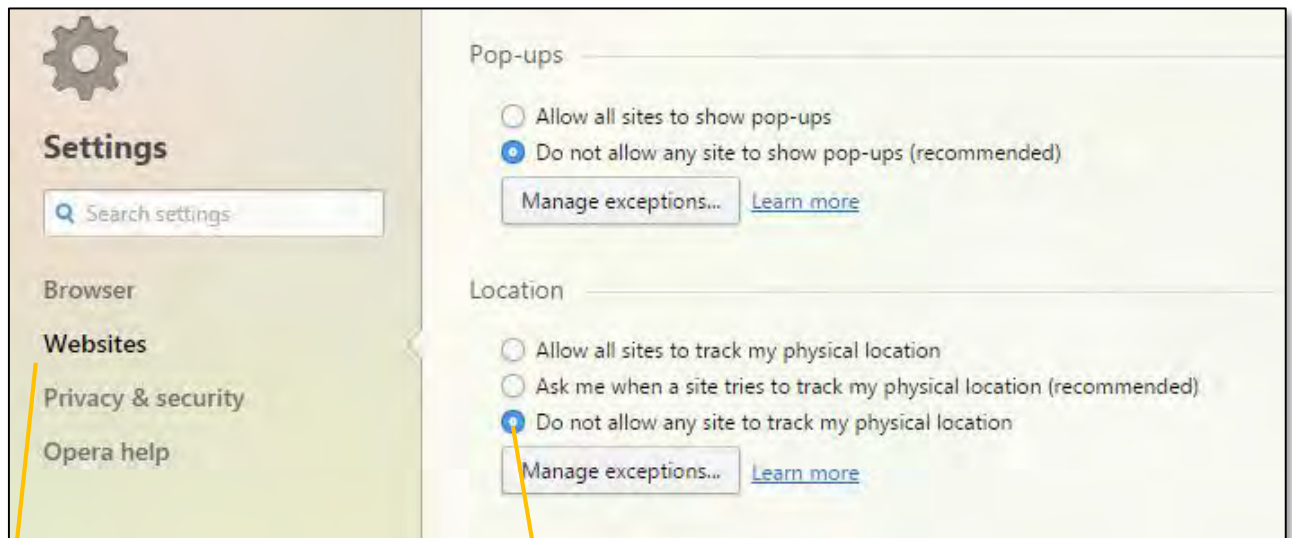 Settings
Search settings
Browser
Websites
Privacy & security
Opera help
Pop-ups
Allow all sites to show pop-ups
Do not allow any site to show pop-ups (recommended)
Manage exceptions... Learn more
Location
Allow all sites to track my physical location
Ask me when a site tries to track my physical location (recommended)
Do not allow any site to track my physical location
Manage exceptions... Learn more